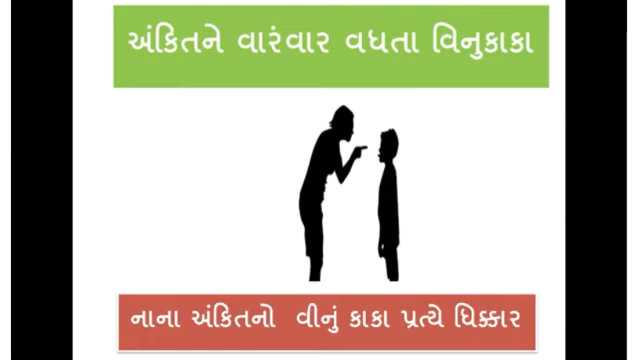 અંકિતને વારંવાર વધતા વિનુકાકા
નાના અંકિતનો વીનું કાકા પ્રત્યે ધિક્કાર